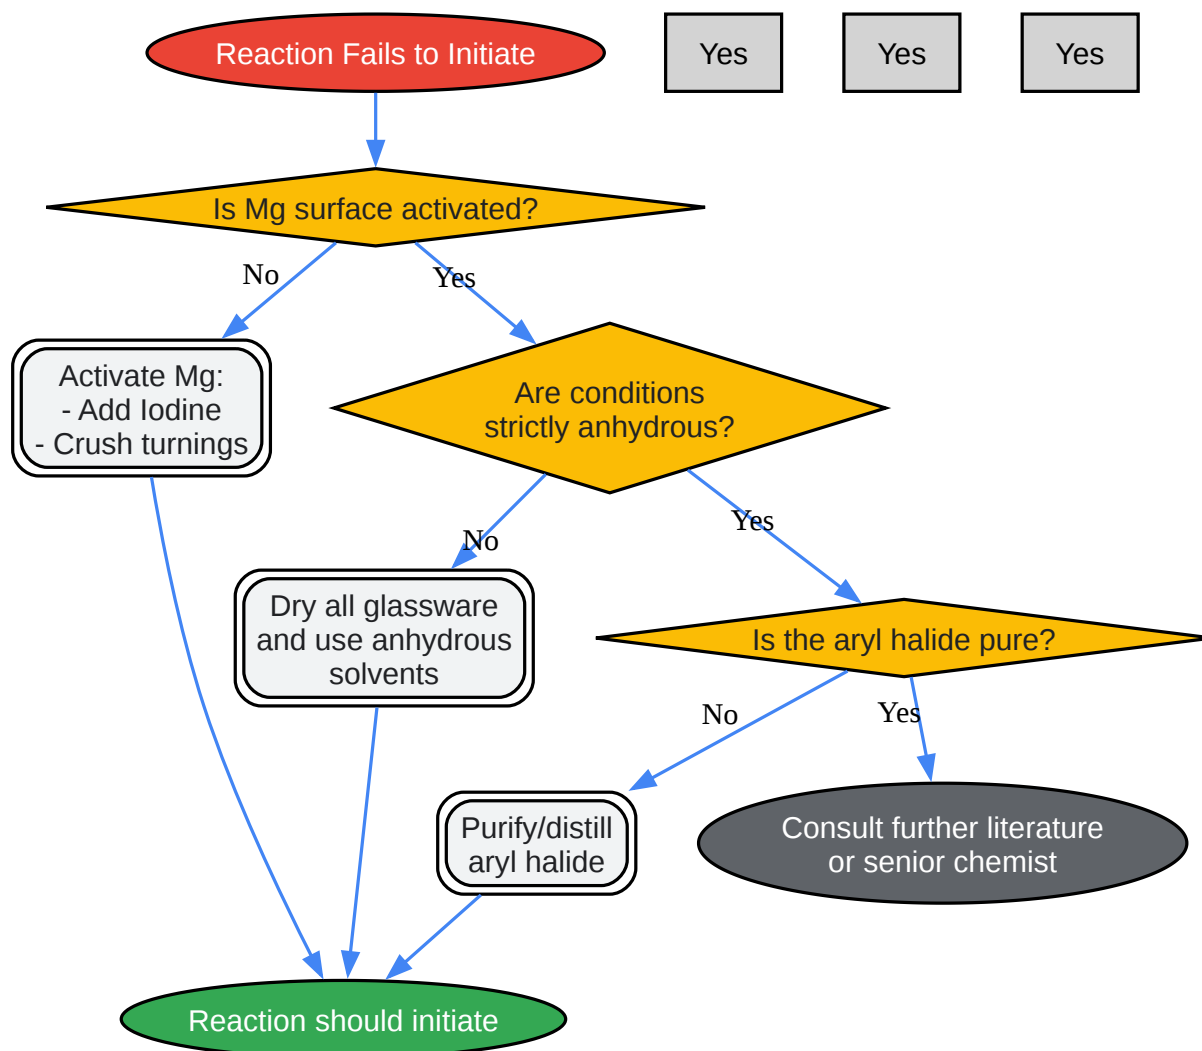 Reaction Fails to Initiate
Yes
Yes
Yes
Is Mg surface activated?
No
Yes
Activate Mg:
- Add Iodine
- Crush turnings
Are conditions
strictly anhydrous?
No
Yes
Dry all glassware
and use anhydrous
solvents
Is the aryl halide pure?
No
Yes
Purify/distill
aryl halide
Consult further literature
or senior chemist
Reaction should initiate